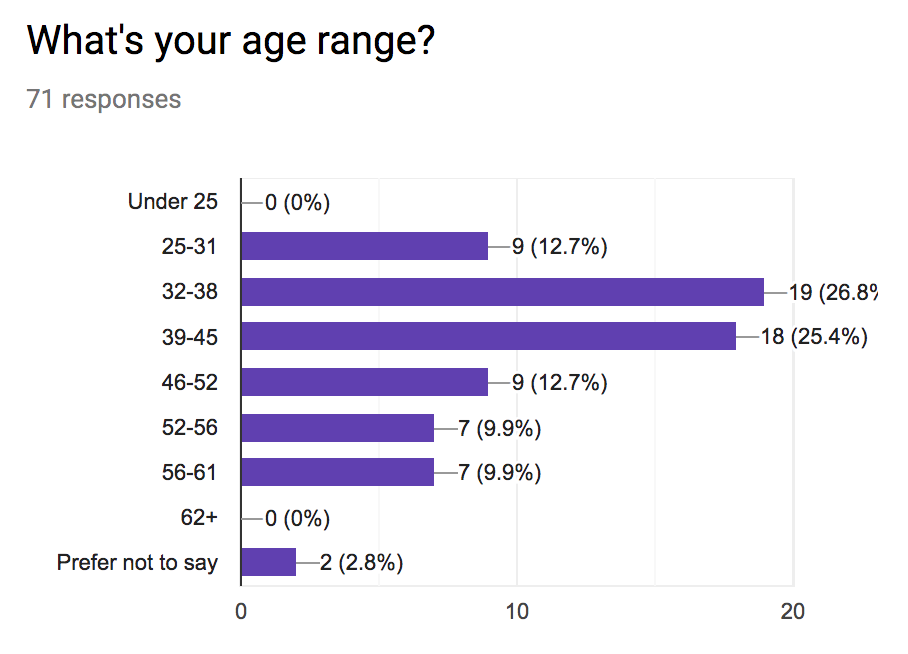 What's your age range?
71 responses
Under 25 0 (0%)
25-31 9 (12.7%)
32-38 19 (26.8%
39-45 18 (25.4%)
46-52 9 (12.7%)
52-56 7 (9.9%)
56-61 7 (9.9%)
62+ 0 (0%)
Prefer not to say 2 (2.8%)
0 10 20